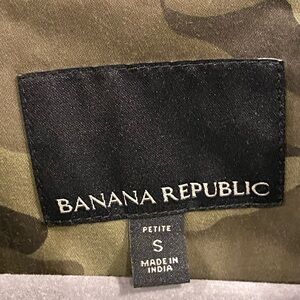 BANANA REPUBLIC
PETITE
S
MADE IN
INDIA